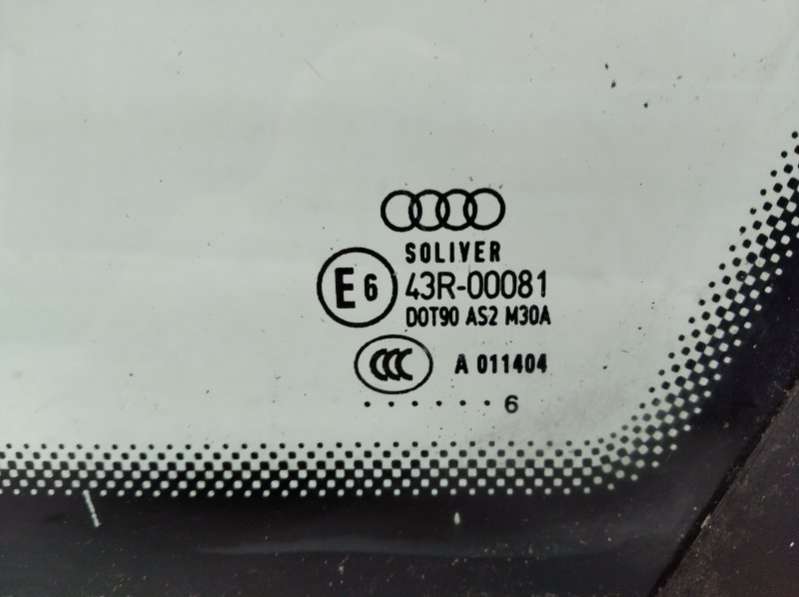 SOLIVER
E6 43R-00081
DOT90 AS2 M30A
CCC A 011404
. . . . . . . 6